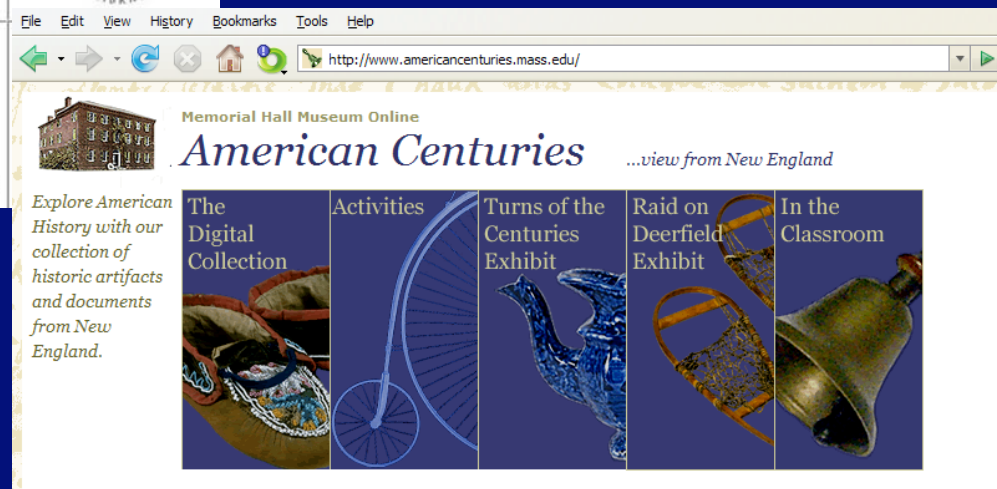 File Edit View History Bookmarks Tools Help
http://www.americancenturies.mass.edu/
Memorial Hall Museum Online
American Centuries ...view from New England
Explore American
History with our
collection of
historic artifacts
and documents
from New
England.
The
Digital
Collection
Activities
Turns of the
Centuries
Exhibit
Raid on
Deerfield
Exhibit
In the
Classroom